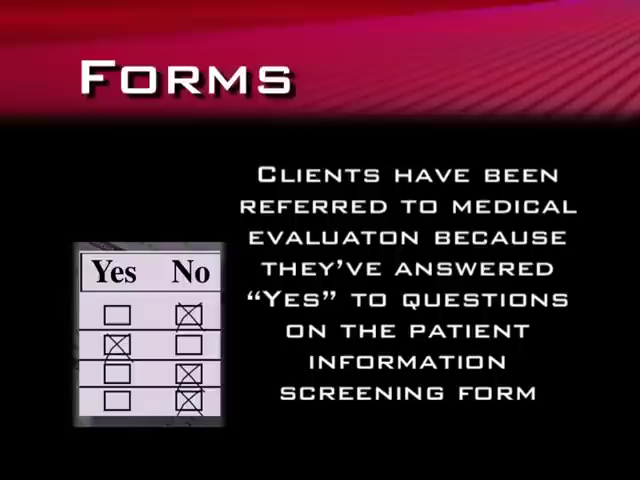 Forms
Clients have been
referred to medical
evaluaton because
they've answered
"Yes" to questions
on the patient
information
screening form
Yes No